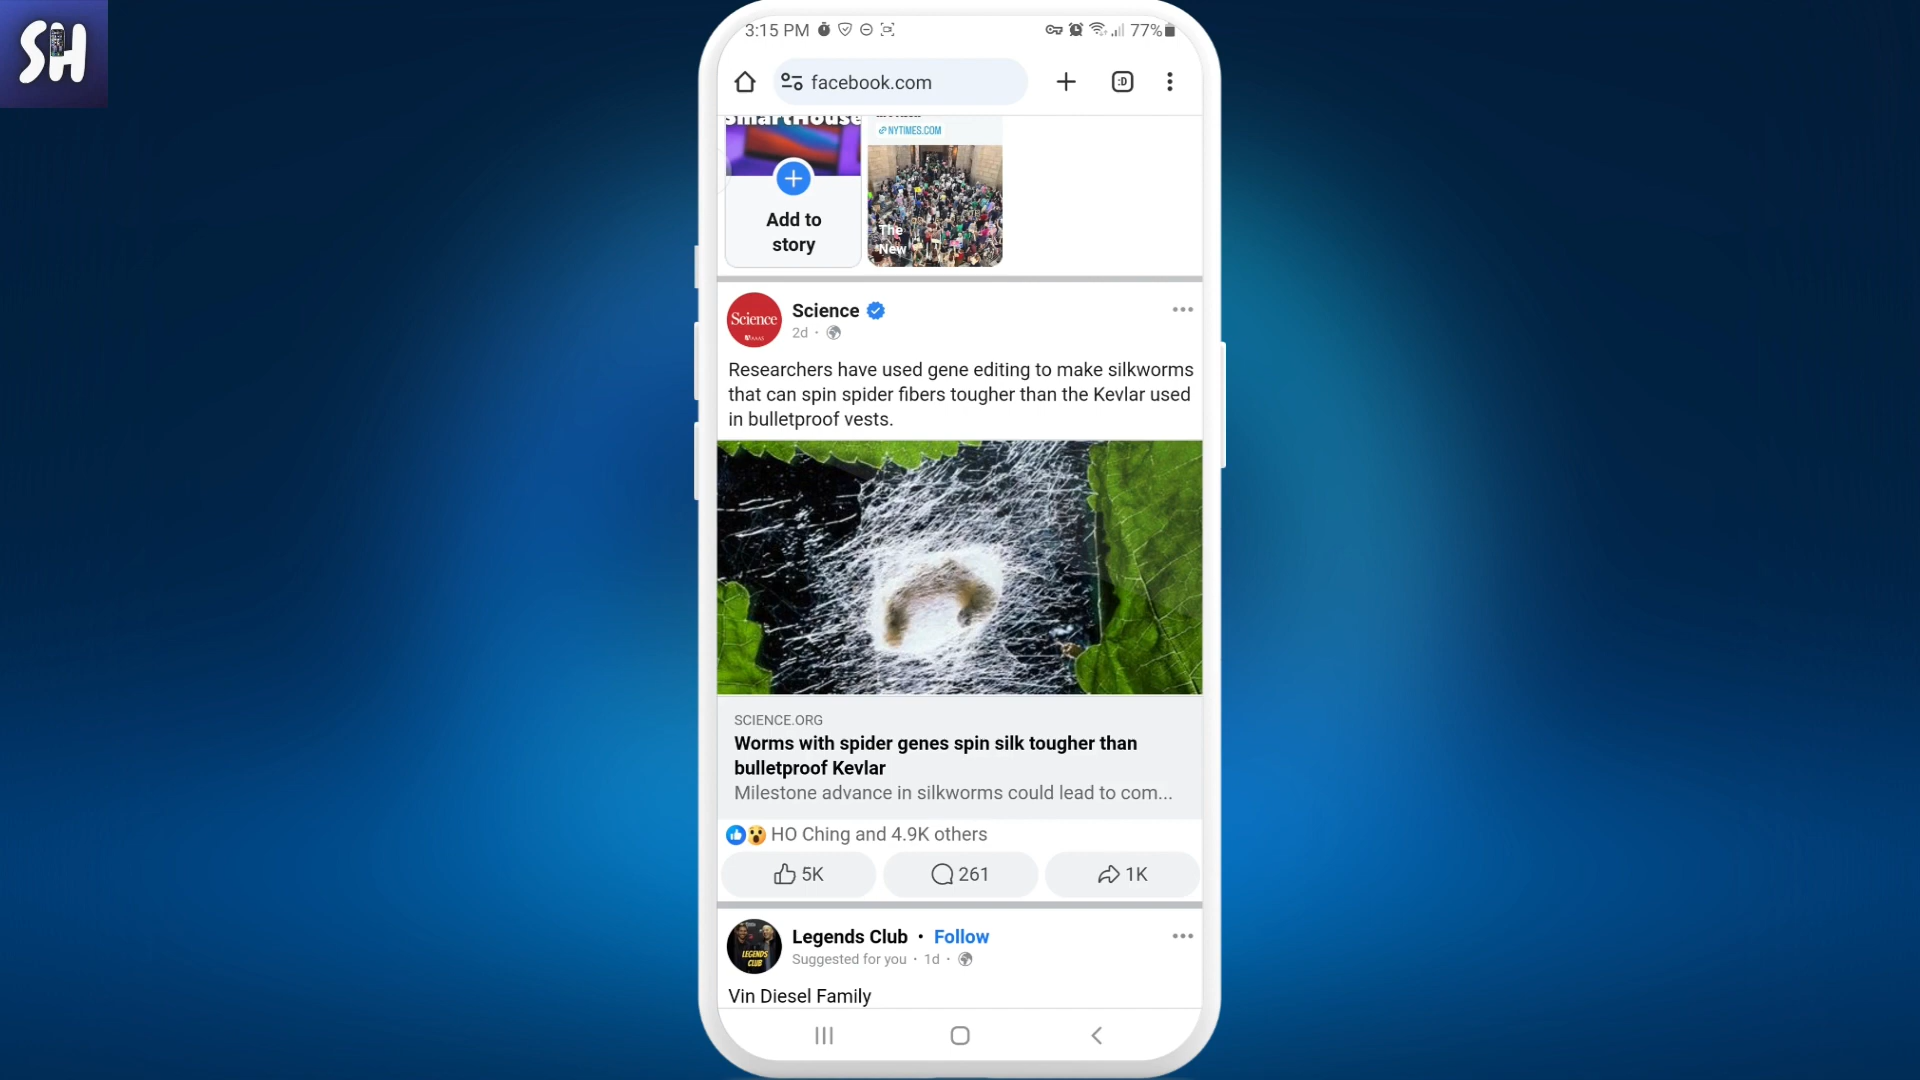 SH
3:15 PM
77%
facebook.com
:D
SmartHouse
NYTIMES.COM
Add to
story
The
New
Science
Science
AAAS
2d ·
Researchers have used gene editing to make silkworms
that can spin spider fibers tougher than the Kevlar used
in bulletproof vests.
SCIENCE.ORG
Worms with spider genes spin silk tougher than
bulletproof Kevlar
Milestone advance in silkworms could lead to com...
HO Ching and 4.9K others
5K
261
1K
LEGENDS
CLUB
Legends Club · Follow
Suggested for you · 1d ·
Vin Diesel Family